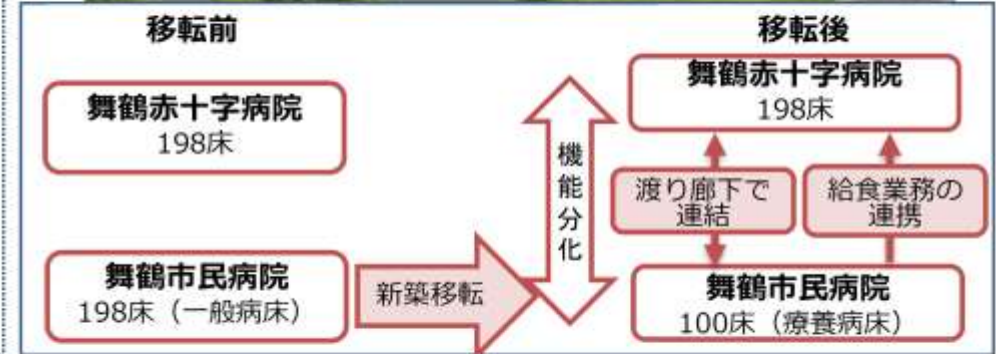 移転前
舞鶴赤十字病院
198床
舞鶴市民病院
198床（一般病床）
新築移転
機能分化
移転後
舞鶴赤十字病院
198床
渡り廊下で
連結
給食業務の
連携
舞鶴市民病院
100床（療養病床）